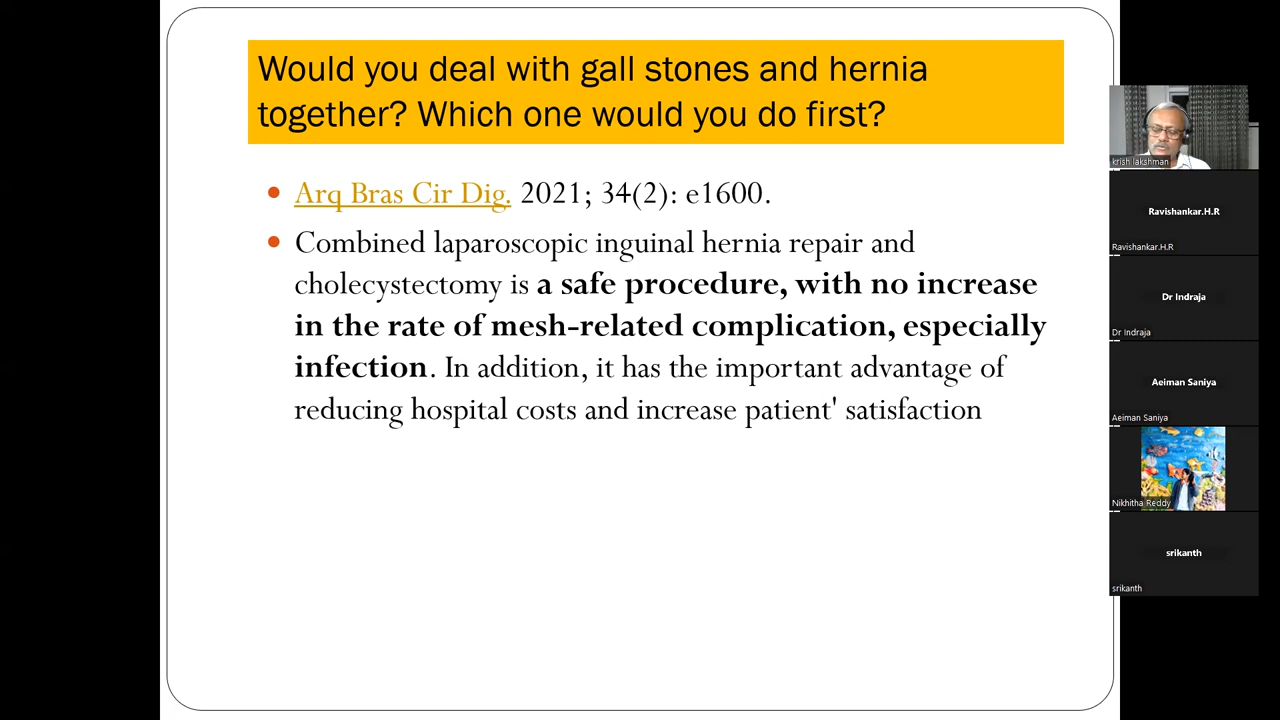 Would you deal with gall stones and hernia
together? Which one would you do first?
• Arq Bras Cir Dig. 2021; 34(2): e1600.
• Combined laparoscopic inguinal hernia repair and
cholecystectomy is a safe procedure, with no increase
in the rate of mesh-related complication, especially
infection. In addition, it has the important advantage of
reducing hospital costs and increase patient' satisfaction
krish lakshman
Ravishankar.H.R
Ravishankar.H.R
Dr Indraja
Dr Indraja
Aeiman Saniya
Aeiman Saniya
Nikhitha Reddy
srikanth
srikanth